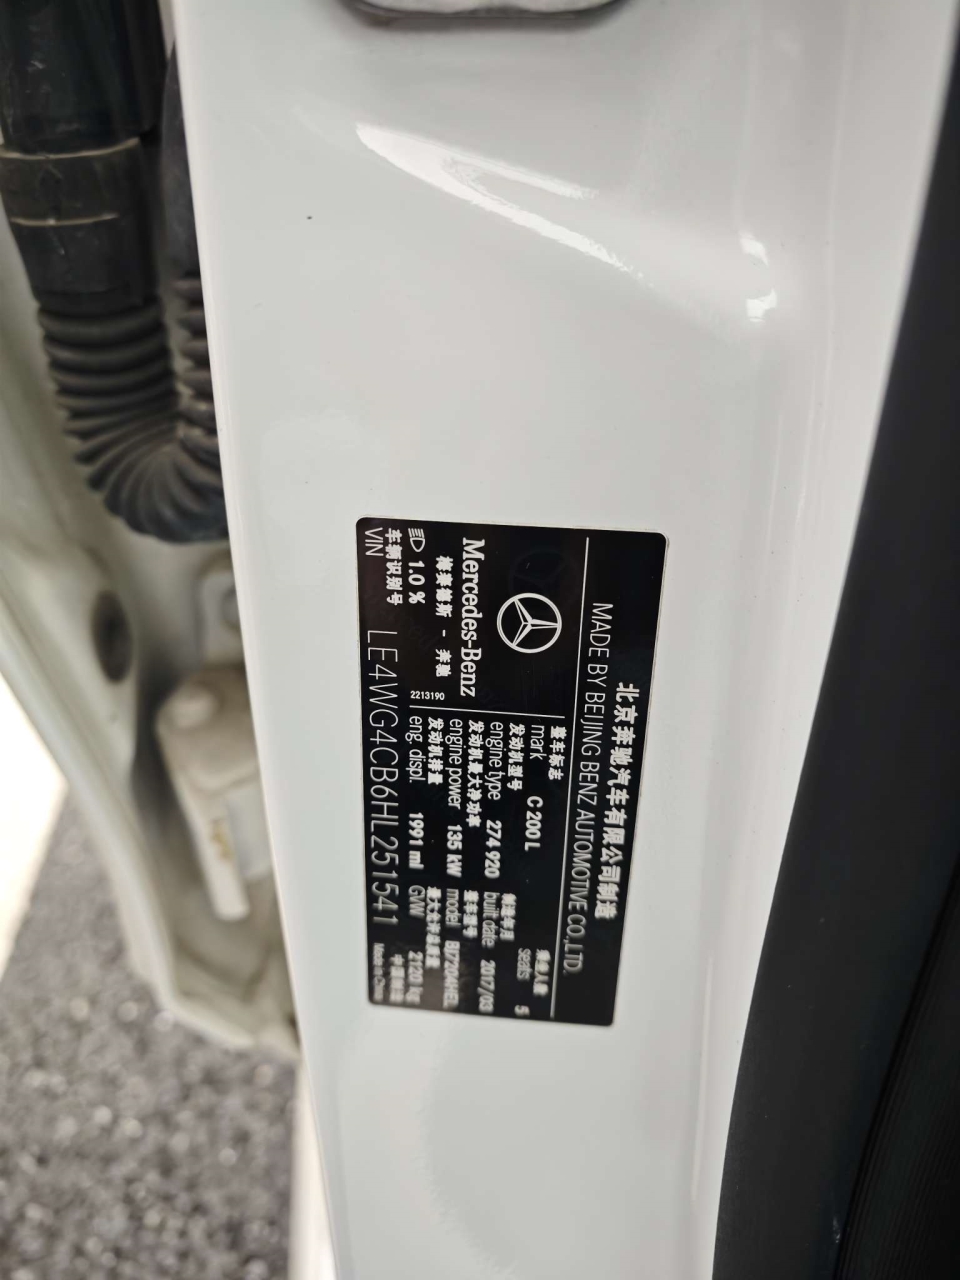 北京奔驰汽车有限公司制造
MADE BY BEIJING BENZ AUTOMOTIVE CO.,LTD.
Mercedes-Benz
梅赛德斯 - 奔驰
1.0 %
2213190
整车标志
mark C 200 L
乘坐人数
seats 5
发动机型号
engine type 274 920
制造年月
built date 2017/03
发动机最大净功率
engine power 135 kW
整车型号
model BJ7204HEL
发动机排量
eng. displ. 1991 ml
最大允许总质量
GVW 2120 kg
车辆识别号
VIN LE4WG4CB6HL251541
中国制造
Made in China